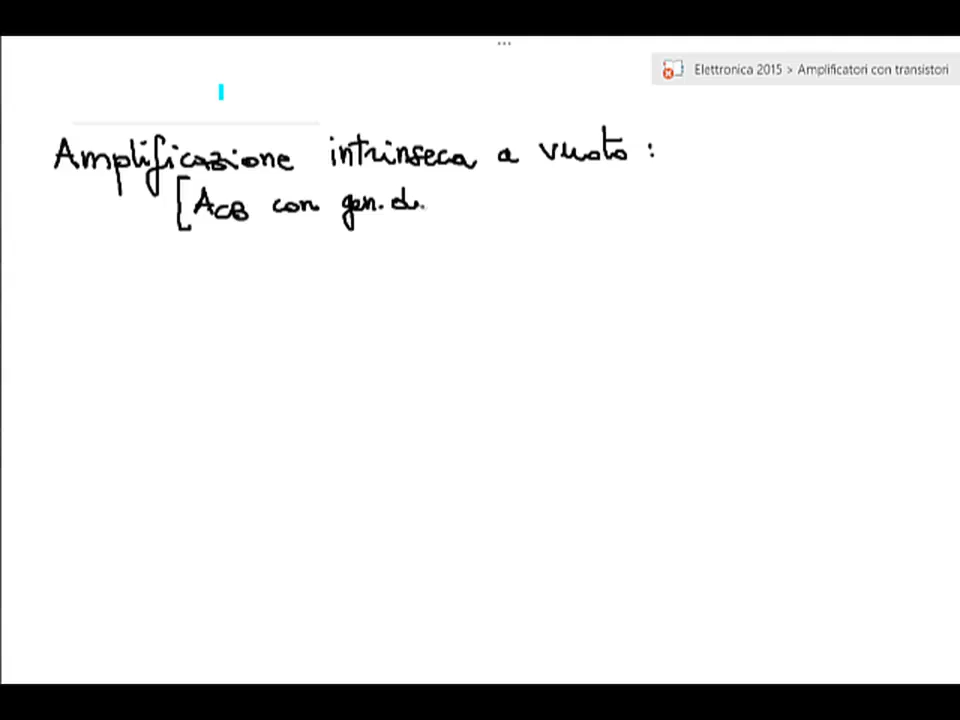 ...
Elettronica 2015 > Amplificatori con transistori
Amplificazione intrinseca a vuoto :
[ACB con gen. di